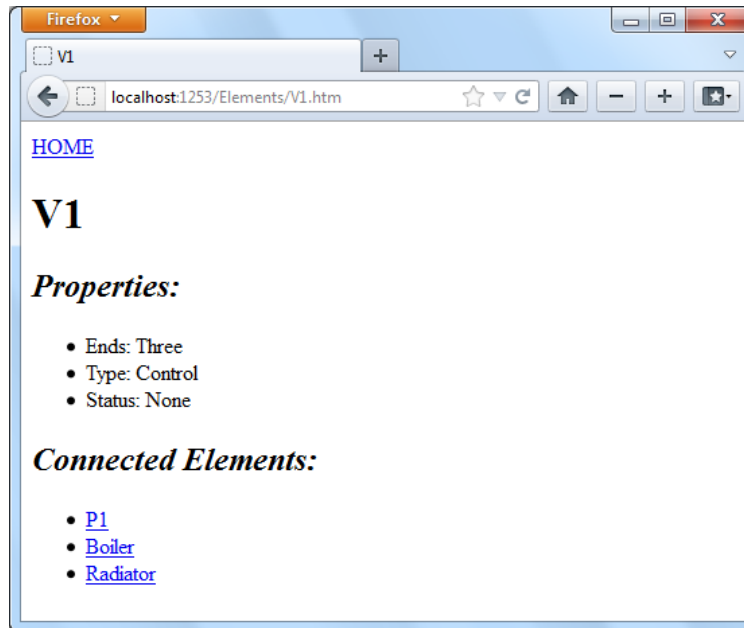 Firefox
V1
localhost:1253/Elements/V1.htm
HOME
V1
Properties:
Ends: Three
Type: Control
Status: None
Connected Elements:
P1
Boiler
Radiator